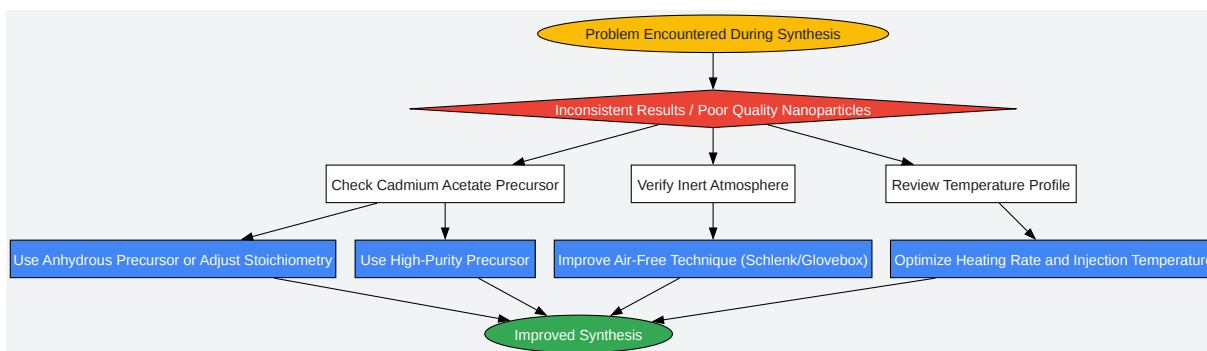 Problem Encountered During Synthesis
Inconsistent Results / Poor Quality Nanoparticles
Check Cadmium Acetate Precursor
Verify Inert Atmosphere
Review Temperature Profile
Use Anhydrous Precursor or Adjust Stoichiometry
Use High-Purity Precursor
Improve Air-Free Technique (Schlenk/Glovebox)
Optimize Heating Rate and Injection Temperature
Improved Synthesis